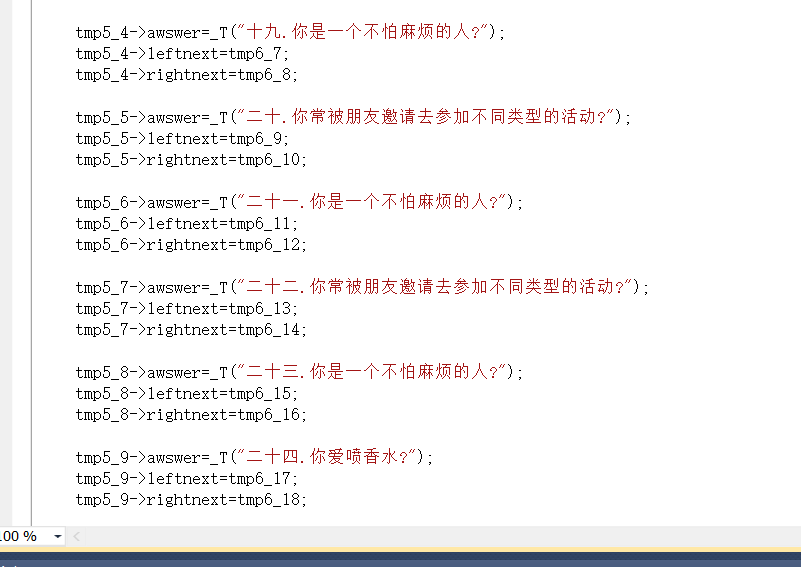 tmp5_4->awswer=_T("十九.你是一个不怕麻烦的人?");
tmp5_4->leftnext=tmp6_7;
tmp5_4->rightnext=tmp6_8;
tmp5_5->awswer=_T("二十.你常被朋友邀请去参加不同类型的活动?");
tmp5_5->leftnext=tmp6_9;
tmp5_5->rightnext=tmp6_10;
tmp5_6->awswer=_T("二十一.你是一个不怕麻烦的人?");
tmp5_6->leftnext=tmp6_11;
tmp5_6->rightnext=tmp6_12;
tmp5_7->awswer=_T("二十二.你常被朋友邀请去参加不同类型的活动?");
tmp5_7->leftnext=tmp6_13;
tmp5_7->rightnext=tmp6_14;
tmp5_8->awswer=_T("二十三.你是一个不怕麻烦的人?");
tmp5_8->leftnext=tmp6_15;
tmp5_8->rightnext=tmp6_16;
tmp5_9->awswer=_T("二十四.你爱喷香水?");
tmp5_9->leftnext=tmp6_17;
tmp5_9->rightnext=tmp6_18;
100 %